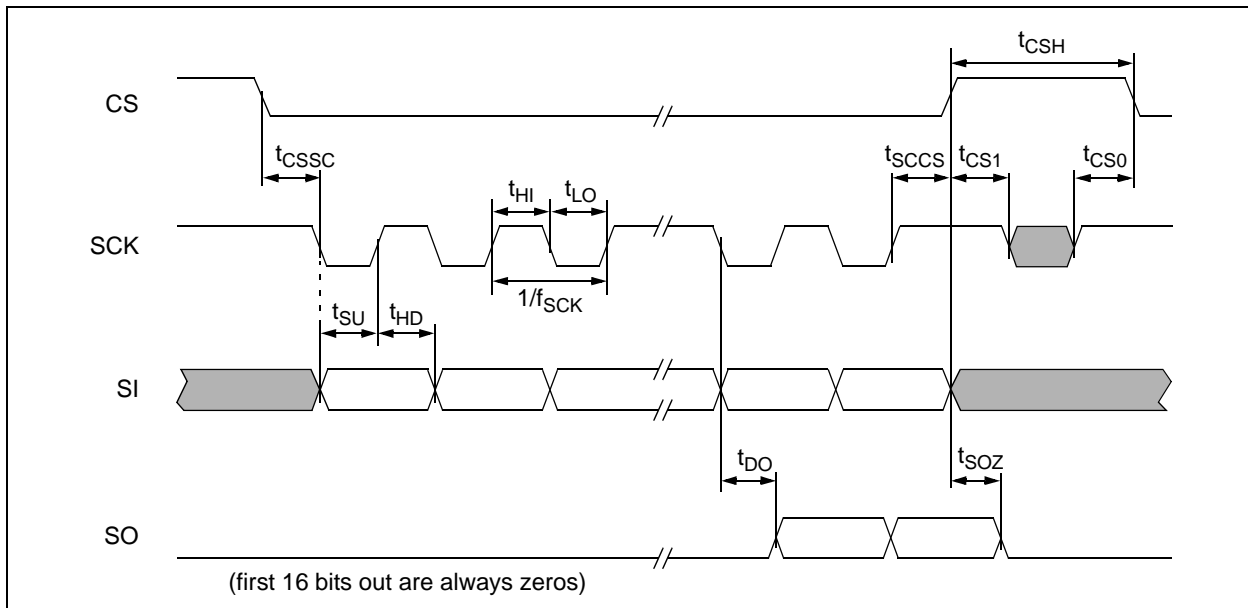 tCSH
CS
tCSSC
tSCCS
tCS1
tCS0
tHI
tLO
SCK
1/fSCK
tSU
tHD
SI
tDO
tSOZ
SO
(first 16 bits out are always zeros)